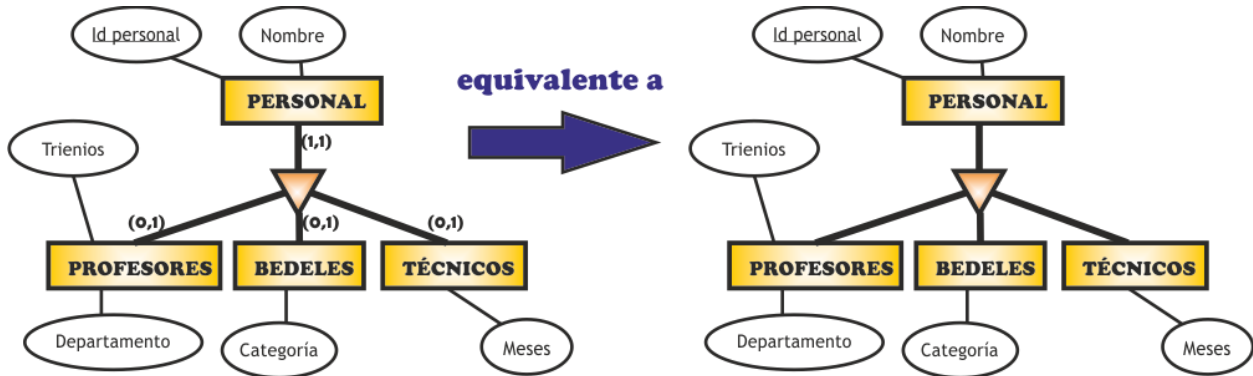 Id personal
Nombre
PERSONAL
(1,1)
Trienios
(0,1)
(0,1)
(0,1)
PROFESORES
BEDELES
TÉCNICOS
Departamento
Categoría
Meses
equivalente a
Id personal
Nombre
PERSONAL
Trienios
PROFESORES
BEDELES
TÉCNICOS
Departamento
Categoría
Meses